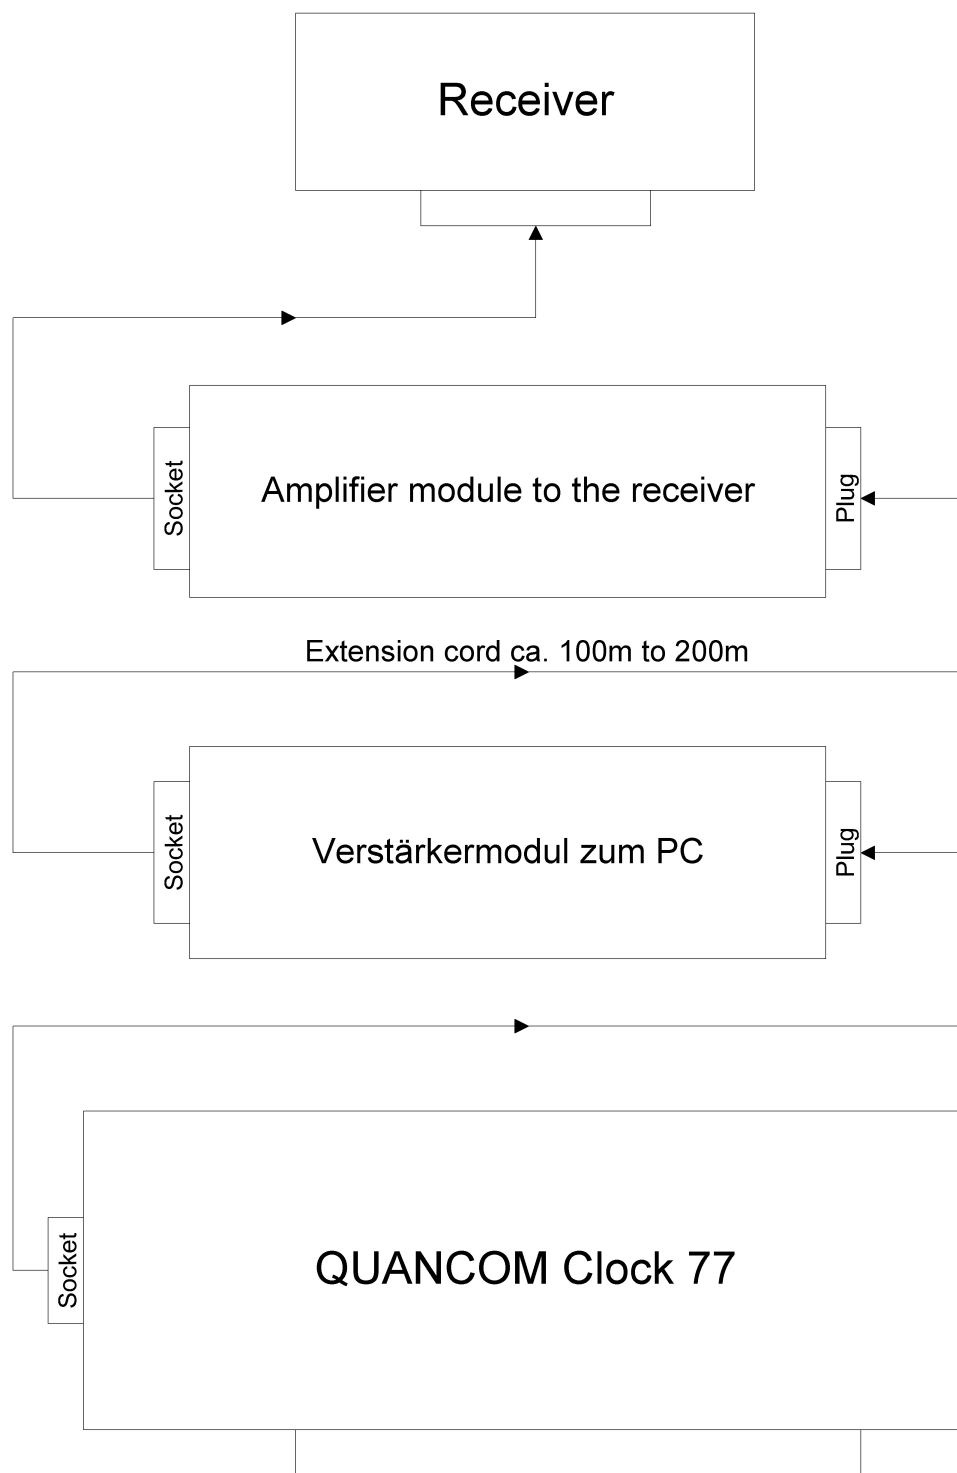 Receiver
Socket
Amplifier module to the receiver
Plug
Extension cord ca. 100m to 200m
Socket
Verstärkermodul zum PC
Plug
Socket
QUANCOM Clock 77